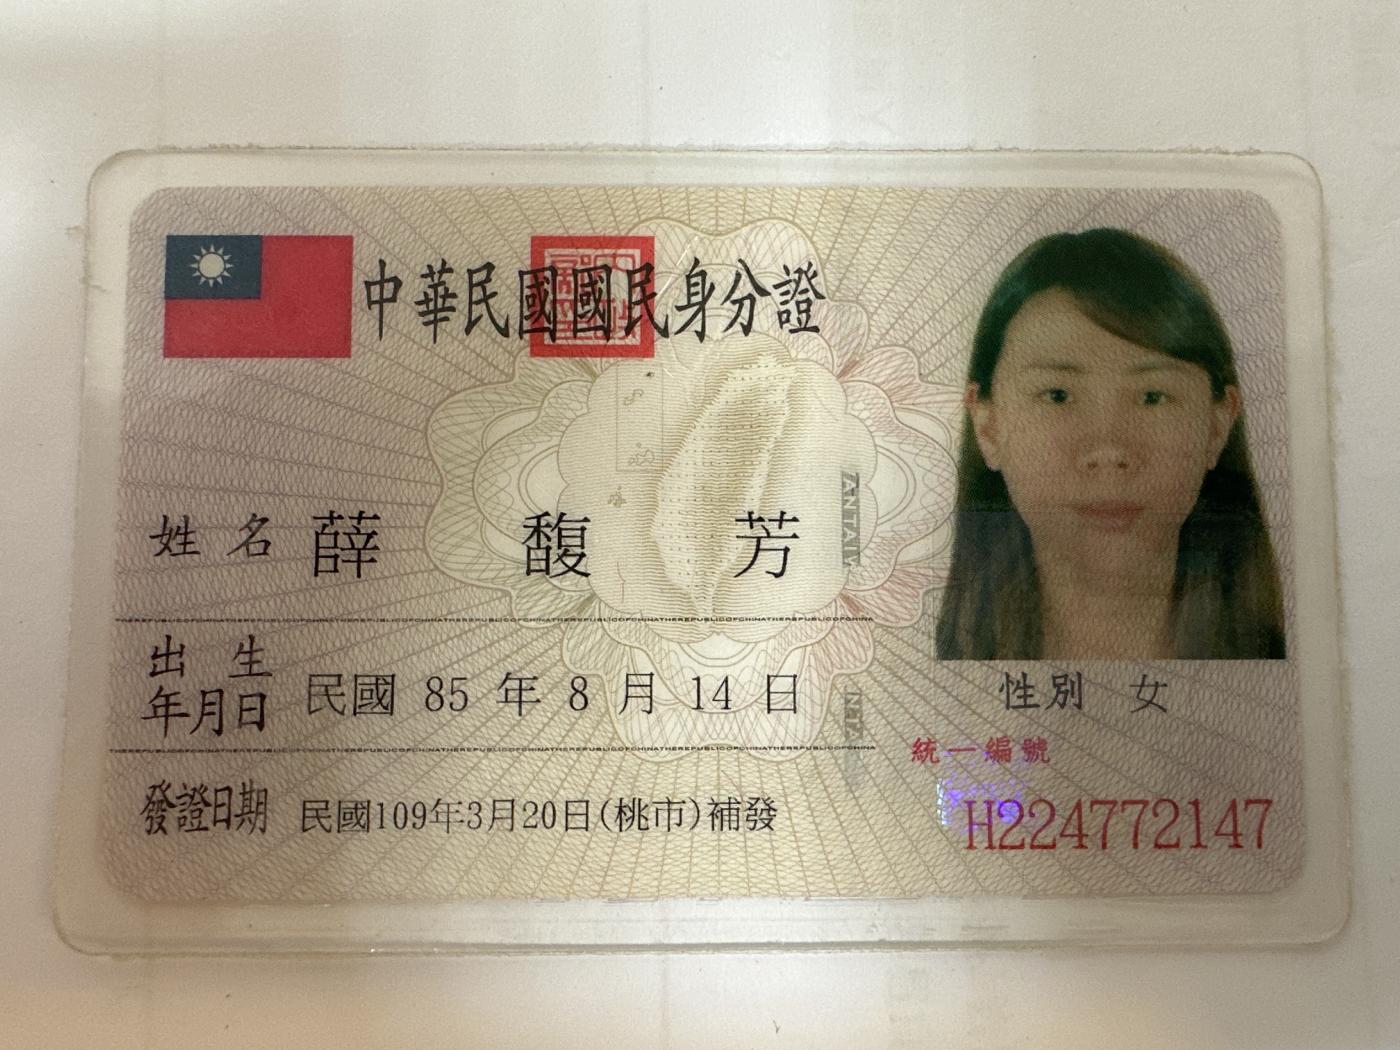 中華民國國民身分證
姓名 薛馥芳
出生年月日 民國 85 年 8 月 14 日
性別 女
統一編號
H224772147
發證日期 民國109年3月20日(桃市)補發